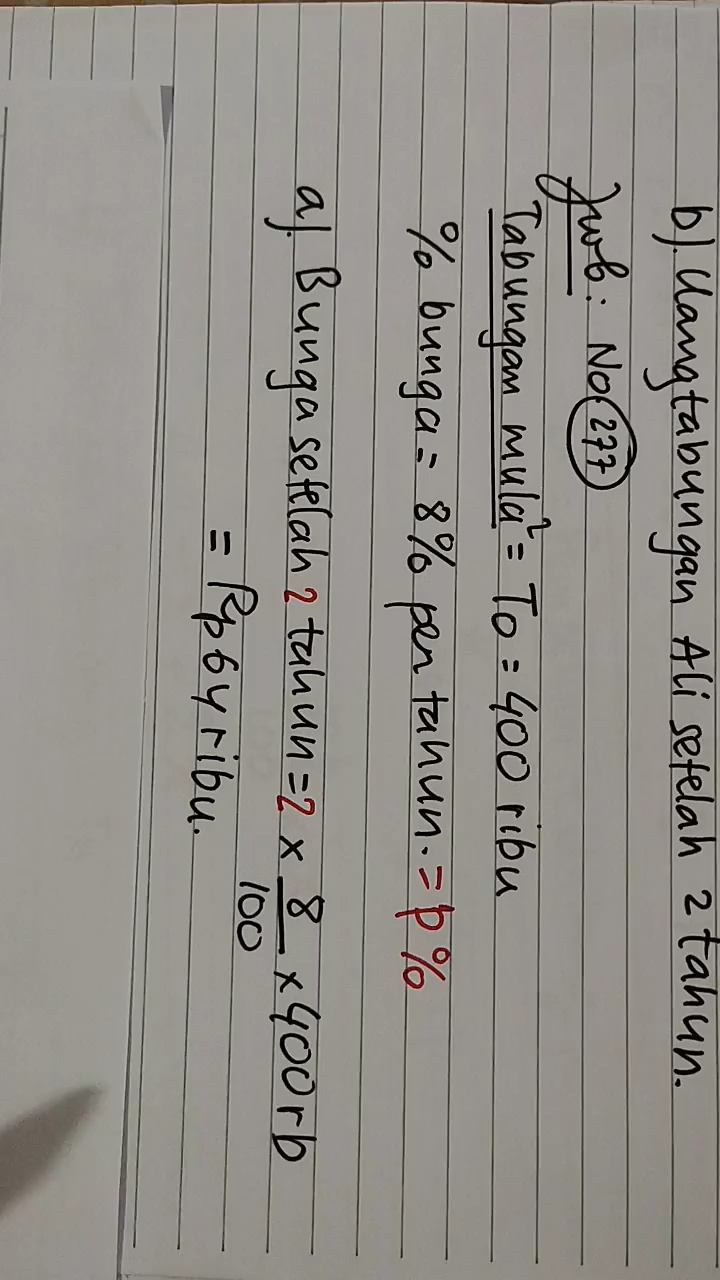 b). Uang tabungan Ali setelah 2 tahun.
Jwb: No 277
Tabungan mula² = To = 400 ribu
% bunga = 8% per tahun. = p%
a). Bunga setelah 2 tahun = 2 x 8/100 x 400 rb
= Rp 64 ribu.